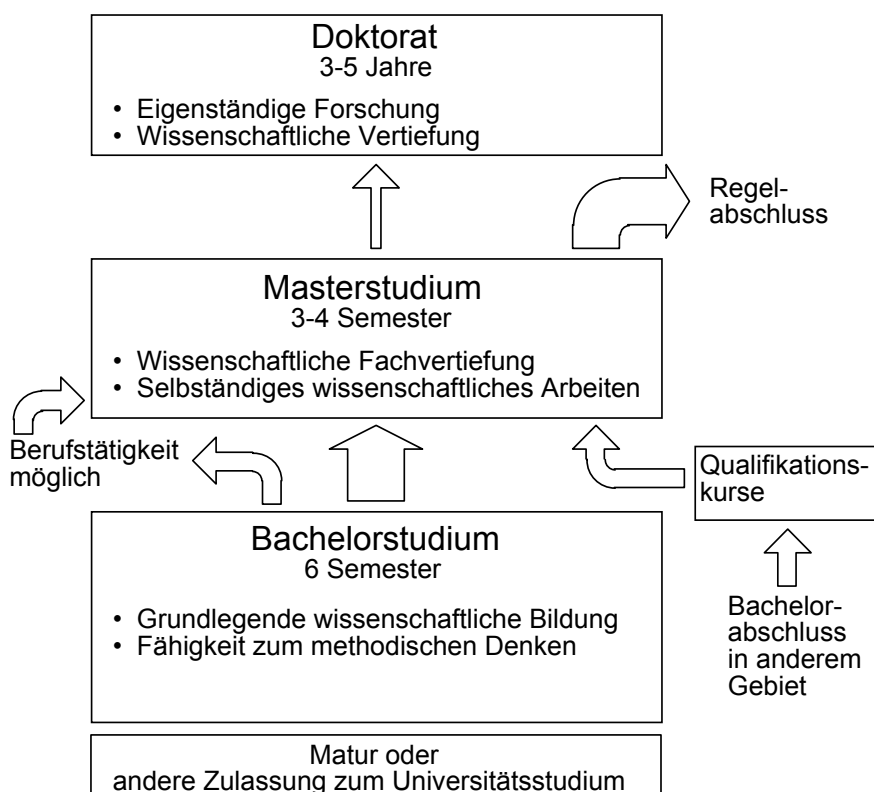 Doktorat
3-5 Jahre
• Eigenständige Forschung
• Wissenschaftliche Vertiefung
Regel-
abschluss
Masterstudium
3-4 Semester
• Wissenschaftliche Fachvertiefung
• Selbständiges wissenschaftliches Arbeiten
Berufstätigkeit
möglich
Qualifikations-
kurse
Bachelorstudium
6 Semester
• Grundlegende wissenschaftliche Bildung
• Fähigkeit zum methodischen Denken
Bachelor-
abschluss
in anderem
Gebiet
Matur oder
andere Zulassung zum Universitätsstudium